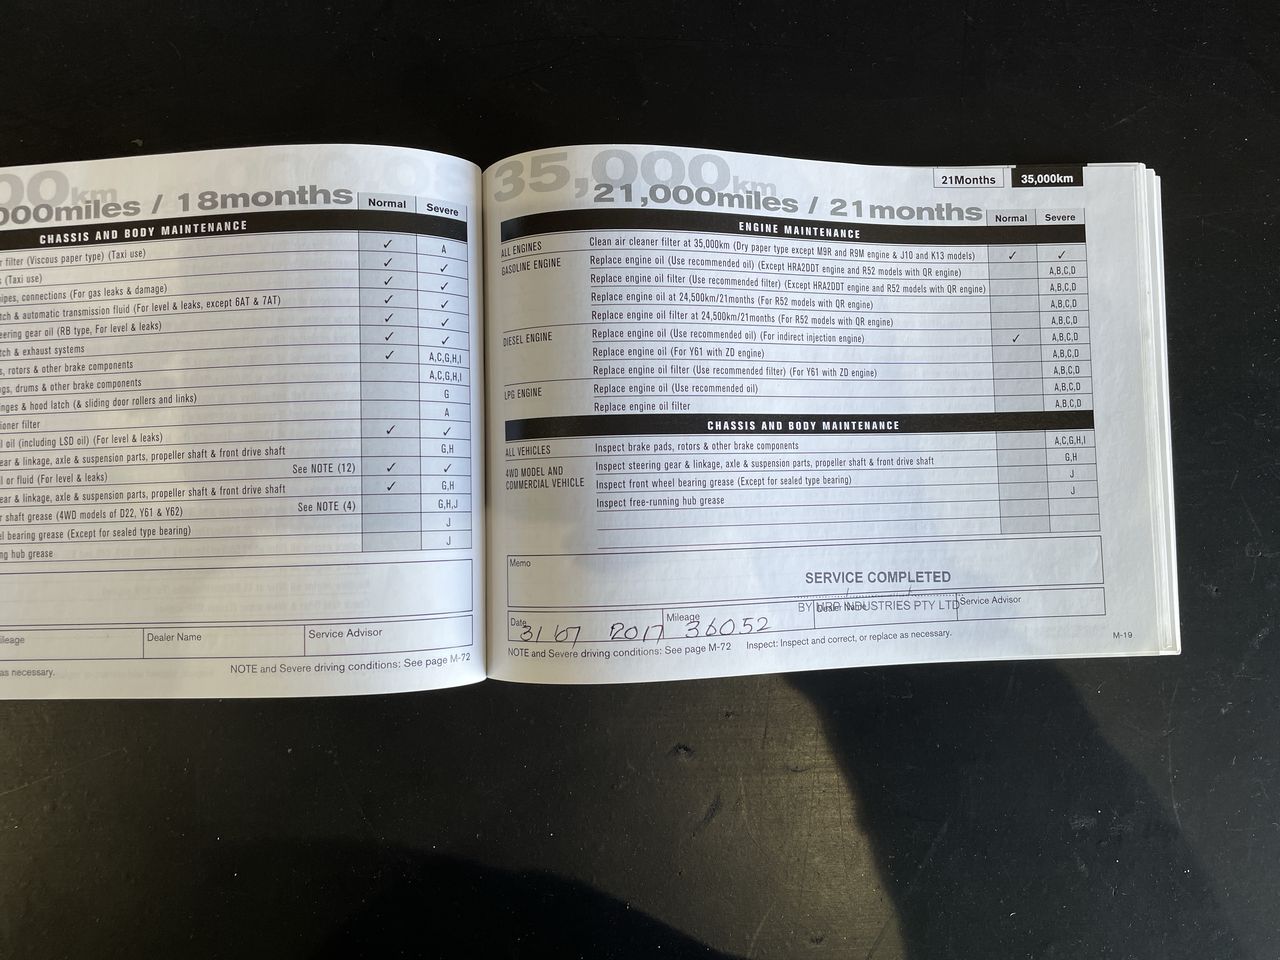 00km
000miles / 18months
Normal
Severe
CHASSIS AND BODY MAINTENANCE
r filter (Viscous paper type) (Taxi use) ✓ A
s (Taxi use) ✓ ✓
ipes, connections (For gas leaks & damage) ✓ ✓
tch & automatic transmission fluid (For level & leaks, except 6AT & 7AT) ✓ ✓
eering gear oil (RB type, For level & leaks) ✓ ✓
tch & exhaust systems ✓ ✓
s, rotors & other brake components ✓ A,C,G,H,I
ngs, drums & other brake components A,C,G,H,I
inges & hood latch (& sliding door rollers and links) G
ioner filter A
l oil (including LSD oil) (For level & leaks) ✓ ✓
ear & linkage, axle & suspension parts, propeller shaft & front drive shaft G,H
l or fluid (For level & leaks) See NOTE (12) ✓ ✓
ear & linkage, axle & suspension parts, propeller shaft & front drive shaft ✓ G,H
r shaft grease (4WD models of D22, Y61 & Y62) See NOTE (4) G,H,J
el bearing grease (Except for sealed type bearing) J
ng hub grease J
ileage
Dealer Name
Service Advisor
as necessary.
NOTE and Severe driving conditions: See page M-72
35,000km
21,000miles / 21months
21Months
35,000km
Normal
Severe
ENGINE MAINTENANCE
ALL ENGINES Clean air cleaner filter at 35,000km (Dry paper type except M9R and R9M engine & J10 and K13 models) ✓ ✓
GASOLINE ENGINE Replace engine oil (Use recommended oil) (Except HRA2DDT engine and R52 models with QR engine) A,B,C,D
Replace engine oil filter (Use recommended filter) (Except HRA2DDT engine and R52 models with QR engine) A,B,C,D
Replace engine oil at 24,500km/21months (For R52 models with QR engine) A,B,C,D
Replace engine oil filter at 24,500km/21months (For R52 models with QR engine) A,B,C,D
DIESEL ENGINE Replace engine oil (Use recommended oil) (For indirect injection engine) ✓ A,B,C,D
Replace engine oil (For Y61 with ZD engine) A,B,C,D
Replace engine oil filter (Use recommended filter) (For Y61 with ZD engine) A,B,C,D
LPG ENGINE Replace engine oil (Use recommended oil) A,B,C,D
Replace engine oil filter A,B,C,D
CHASSIS AND BODY MAINTENANCE
ALL VEHICLES Inspect brake pads, rotors & other brake components A,C,G,H,I
4WD MODEL AND COMMERCIAL VEHICLE Inspect steering gear & linkage, axle & suspension parts, propeller shaft & front drive shaft G,H
Inspect front wheel bearing grease (Except for sealed type bearing) J
Inspect free-running hub grease J
Memo
SERVICE COMPLETED
BY MRP INDUSTRIES PTY LTD
Date
31 07 2017
Mileage
36052
Dealer Name
Service Advisor
NOTE and Severe driving conditions: See page M-72
Inspect: Inspect and correct, or replace as necessary.
M-19